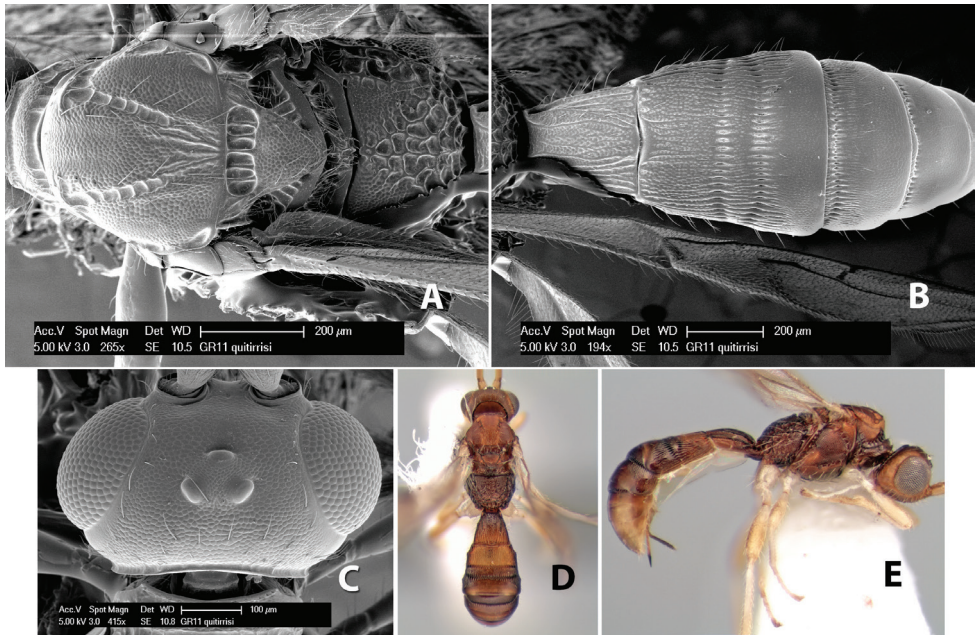 A
Acc.V Spot Magn Det WD 200 µm
5.00 kV 3.0 265x SE 10.5 GR11 quitirrisi
B
Acc.V Spot Magn Det WD 200 µm
5.00 kV 3.0 194x SE 10.5 GR11 quitirrisi
C
Acc.V Spot Magn Det WD 100 µm
5.00 kV 3.0 415x SE 10.8 GR11 quitirrisi
D
E